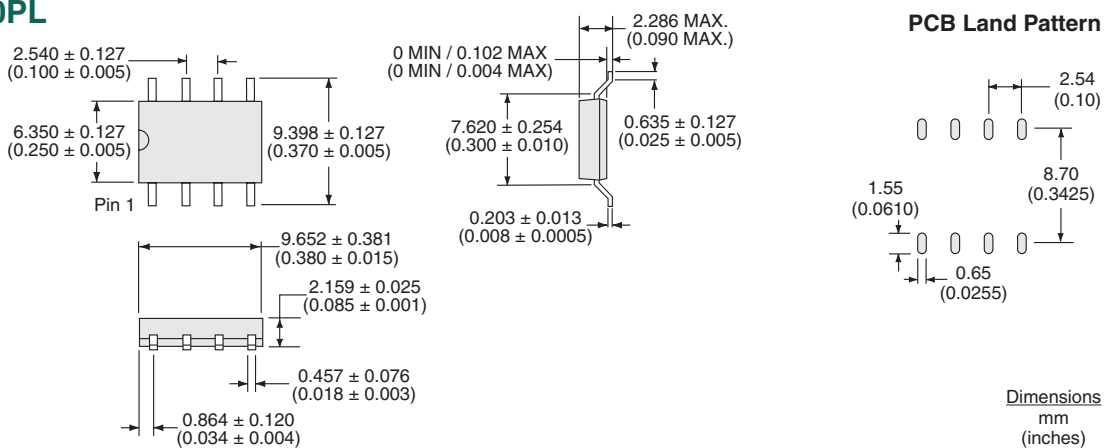 PCB Land Pattern
2.540 ± 0.127
(0.100 ± 0.005)
6.350 ± 0.127
(0.250 ± 0.005)
9.398 ± 0.127
(0.370 ± 0.005)
Pin 1
2.286 MAX.
(0.090 MAX.)
0 MIN / 0.102 MAX
(0 MIN / 0.004 MAX)
7.620 ± 0.254
(0.300 ± 0.010)
0.635 ± 0.127
(0.025 ± 0.005)
0.203 ± 0.013
(0.008 ± 0.0005)
2.54
(0.10)
8.70
(0.3425)
1.55
(0.0610)
0.65
(0.0255)
9.652 ± 0.381
(0.380 ± 0.015)
2.159 ± 0.025
(0.085 ± 0.001)
0.457 ± 0.076
(0.018 ± 0.003)
0.864 ± 0.120
(0.034 ± 0.004)
Dimensions
mm
(inches)